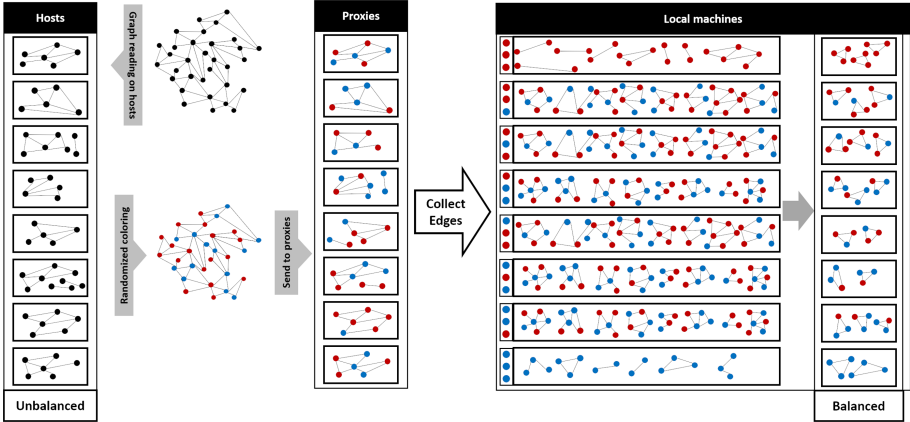 Hosts
Graph reading on hosts
Proxies
Local machines
Randomized coloring
Send to proxies
Collect
Edges
Unbalanced
Balanced